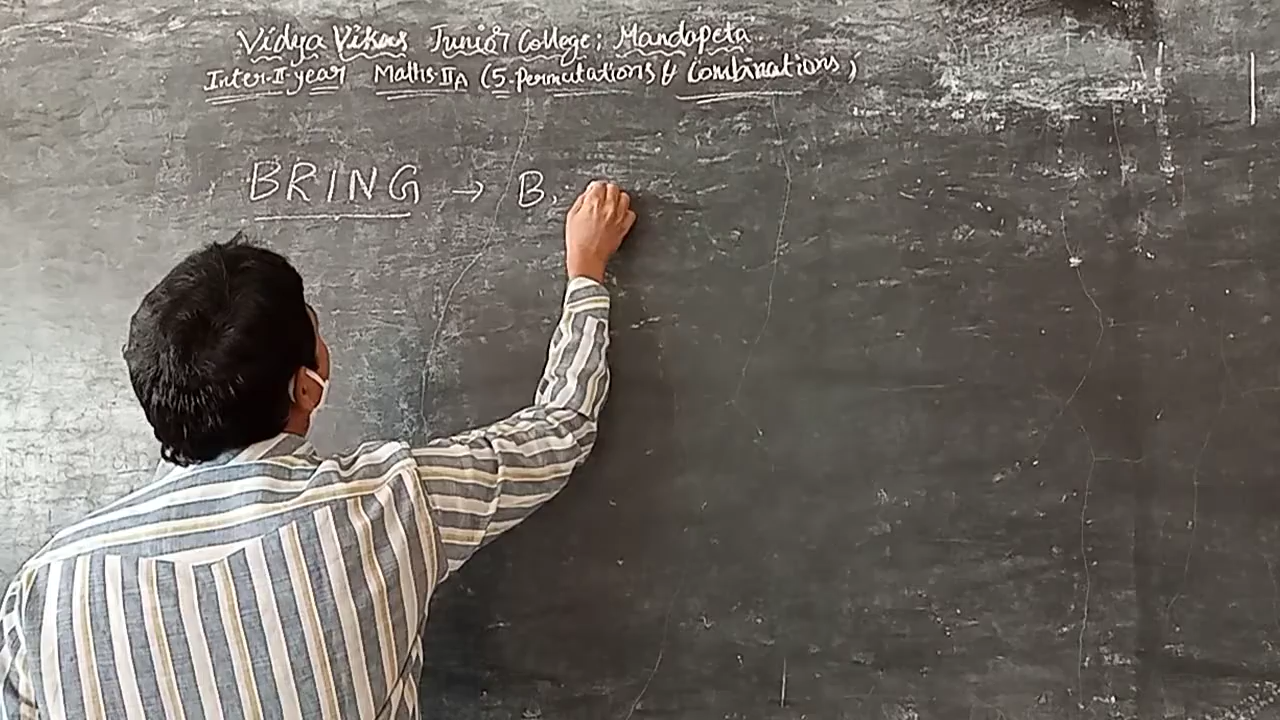 Vidya Vikas Junior College; Mandapeta.
Inter-II year Maths IIA (5. Permutations & Combinations)
BRING → B,